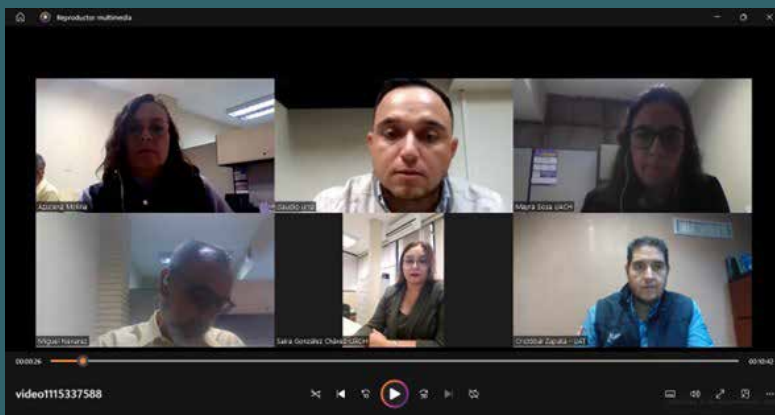 Reproductor multimedia
Azucena Molina
Mayra Sosa UACH
Miguel Navarez
Saira González Chávez-UACH
Cristóbal Zapata - UAT
00:00:26
00:10:42
video1115337588